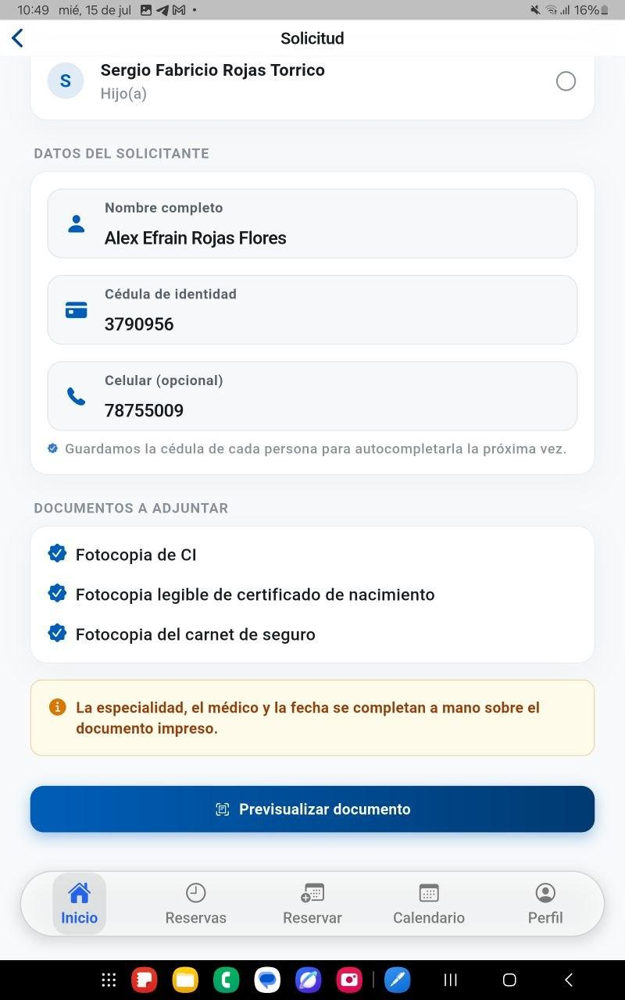 10:49 mié, 15 de jul
16%
Solicitud
S
Sergio Fabricio Rojas Torrico
Hijo(a)
DATOS DEL SOLICITANTE
Nombre completo
Alex Efrain Rojas Flores
Cédula de identidad
3790956
Celular (opcional)
78755009
Guardamos la cédula de cada persona para autocompletarla la próxima vez.
DOCUMENTOS A ADJUNTAR
Fotocopia de CI
Fotocopia legible de certificado de nacimiento
Fotocopia del carnet de seguro
La especialidad, el médico y la fecha se completan a mano sobre el
documento impreso.
Previsualizar documento
Inicio
Reservas
Reservar
Calendario
Perfil